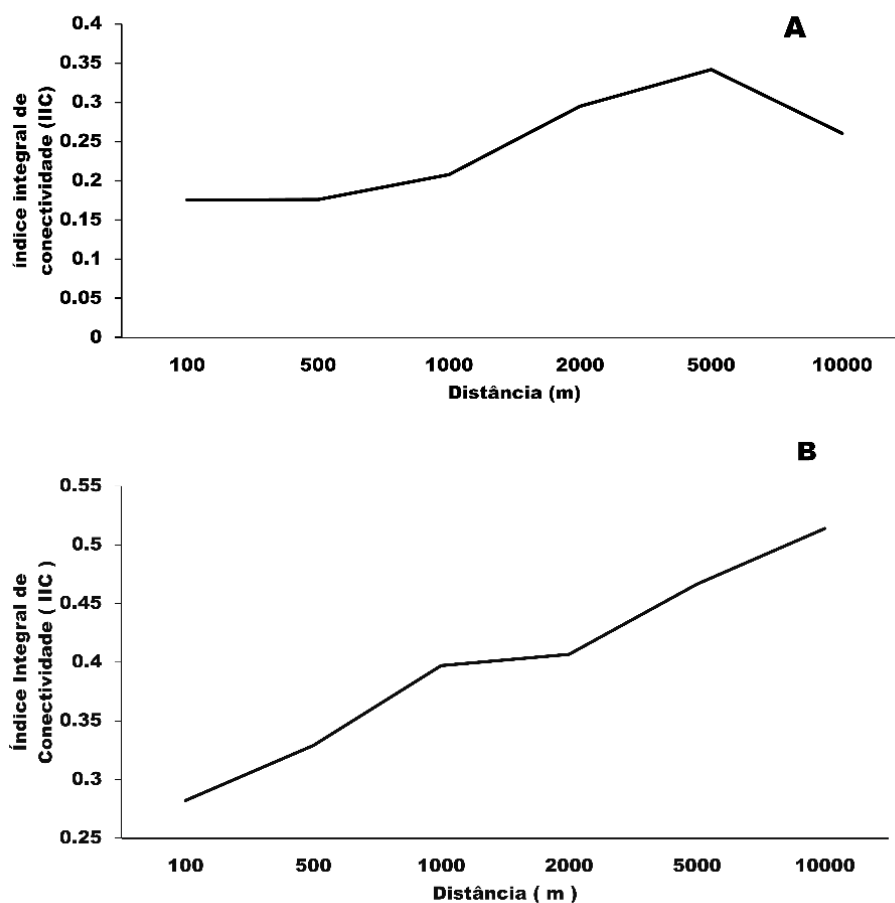 A
0.4
0.35
0.3
0.25
0.2
0.15
0.1
0.05
0
índice integral de
conectividade (IIC)
100 500 1000 2000 5000 10000
Distância (m)
B
0.55
0.5
0.45
0.4
0.35
0.3
0.25
Índice Integral de
Conectividade ( IIC )
100 500 1000 2000 5000 10000
Distância ( m )